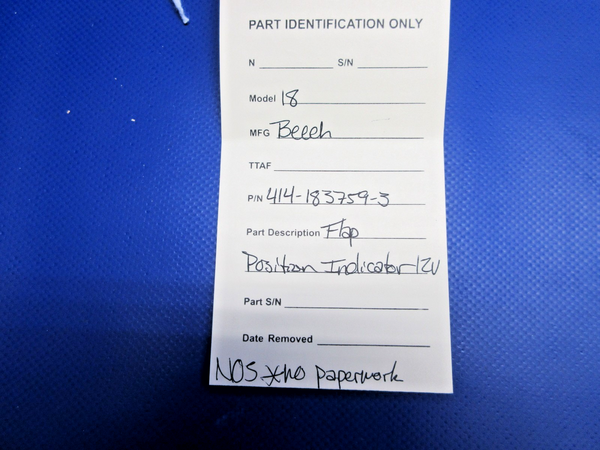 PART IDENTIFICATION ONLY
N S/N
Model 18
MFG Beech
TTAF
P/N 414-183759-3
Part Description Flap
Position Indicator 12V
Part S/N
Date Removed
NOS *no paperwork